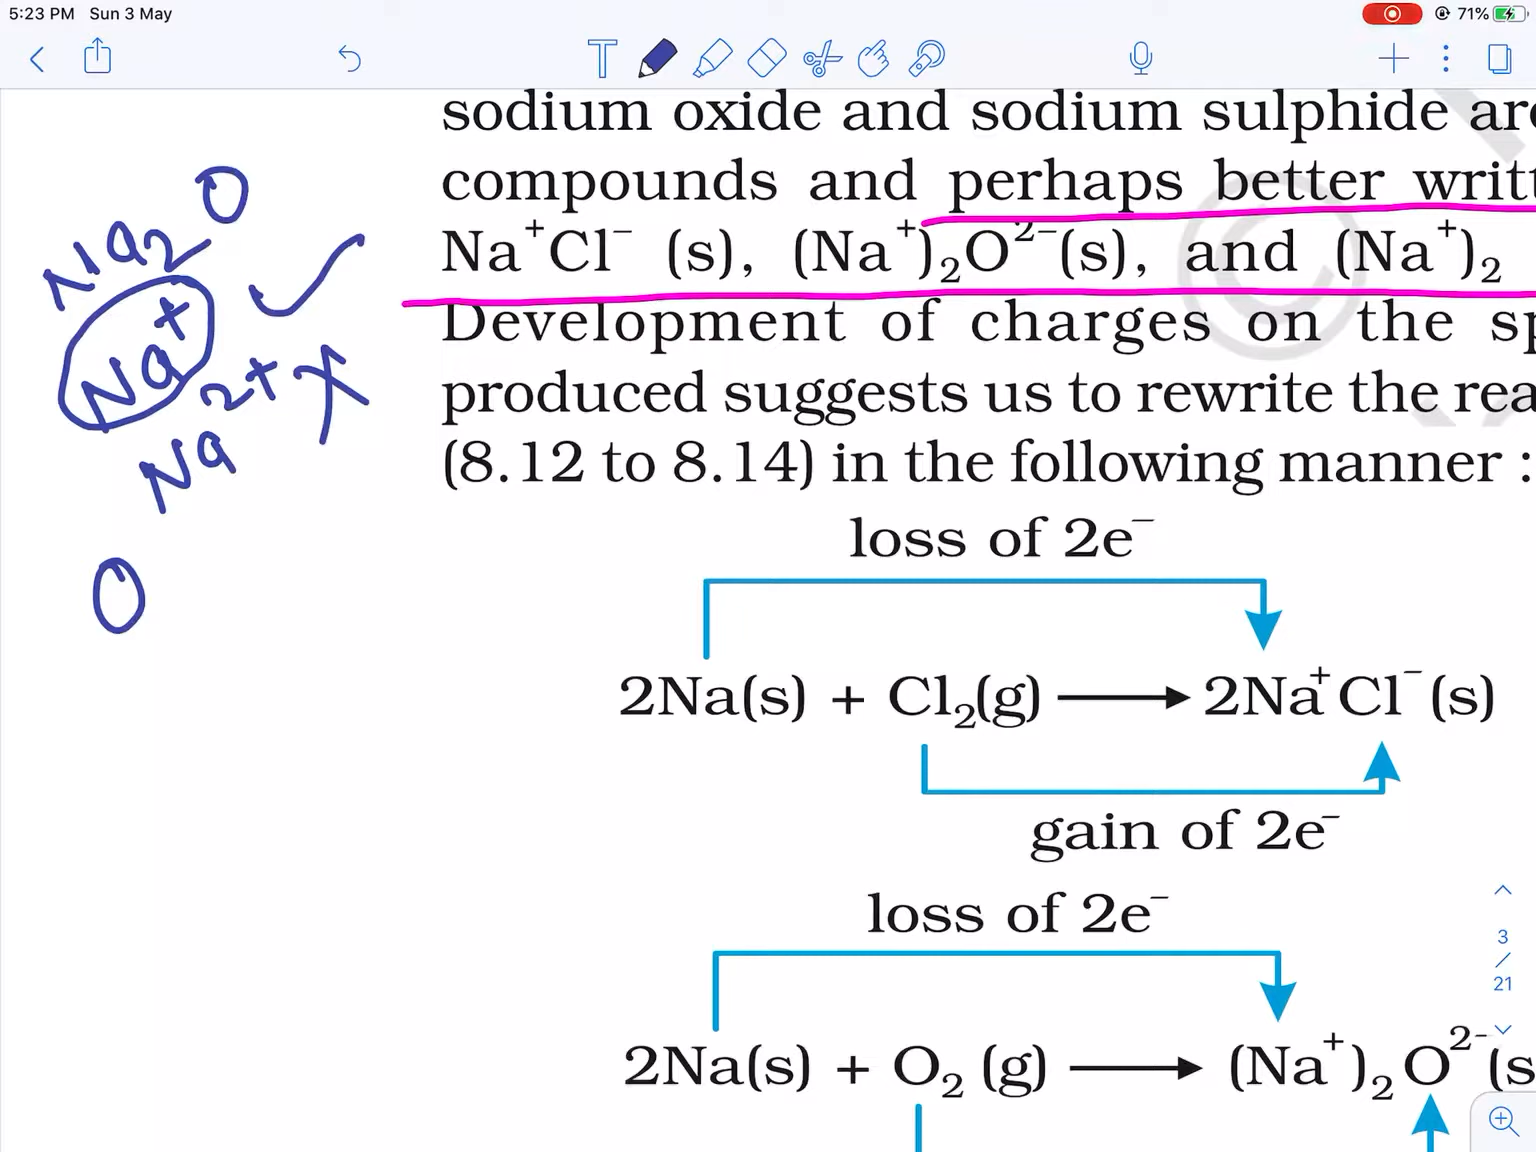 5:23 PM Sun 3 May
71%
T
sodium oxide and sodium sulphide are
compounds and perhaps better writt
Na⁺Cl⁻ (s), (Na⁺)₂O²⁻(s), and (Na⁺)₂
Development of charges on the sp
produced suggests us to rewrite the rea
(8.12 to 8.14) in the following manner :
Na₂O
Na⁺ ✓
Na²⁺ X
O
loss of 2e⁻
2Na(s) + Cl₂(g) ⟶ 2Na⁺Cl⁻(s)
gain of 2e⁻
loss of 2e⁻
2Na(s) + O₂ (g) ⟶ (Na⁺)₂O²⁻(s
3
/
21